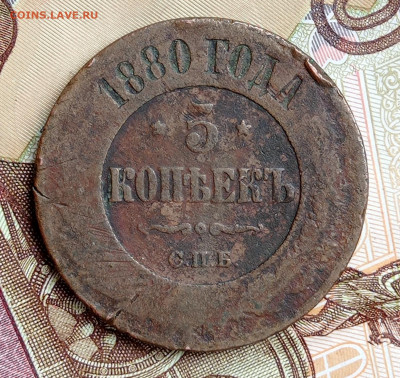 COINS.LAVE.RU
1880 ГОДА
5
КОПѢЕКЪ
С.П.Б.